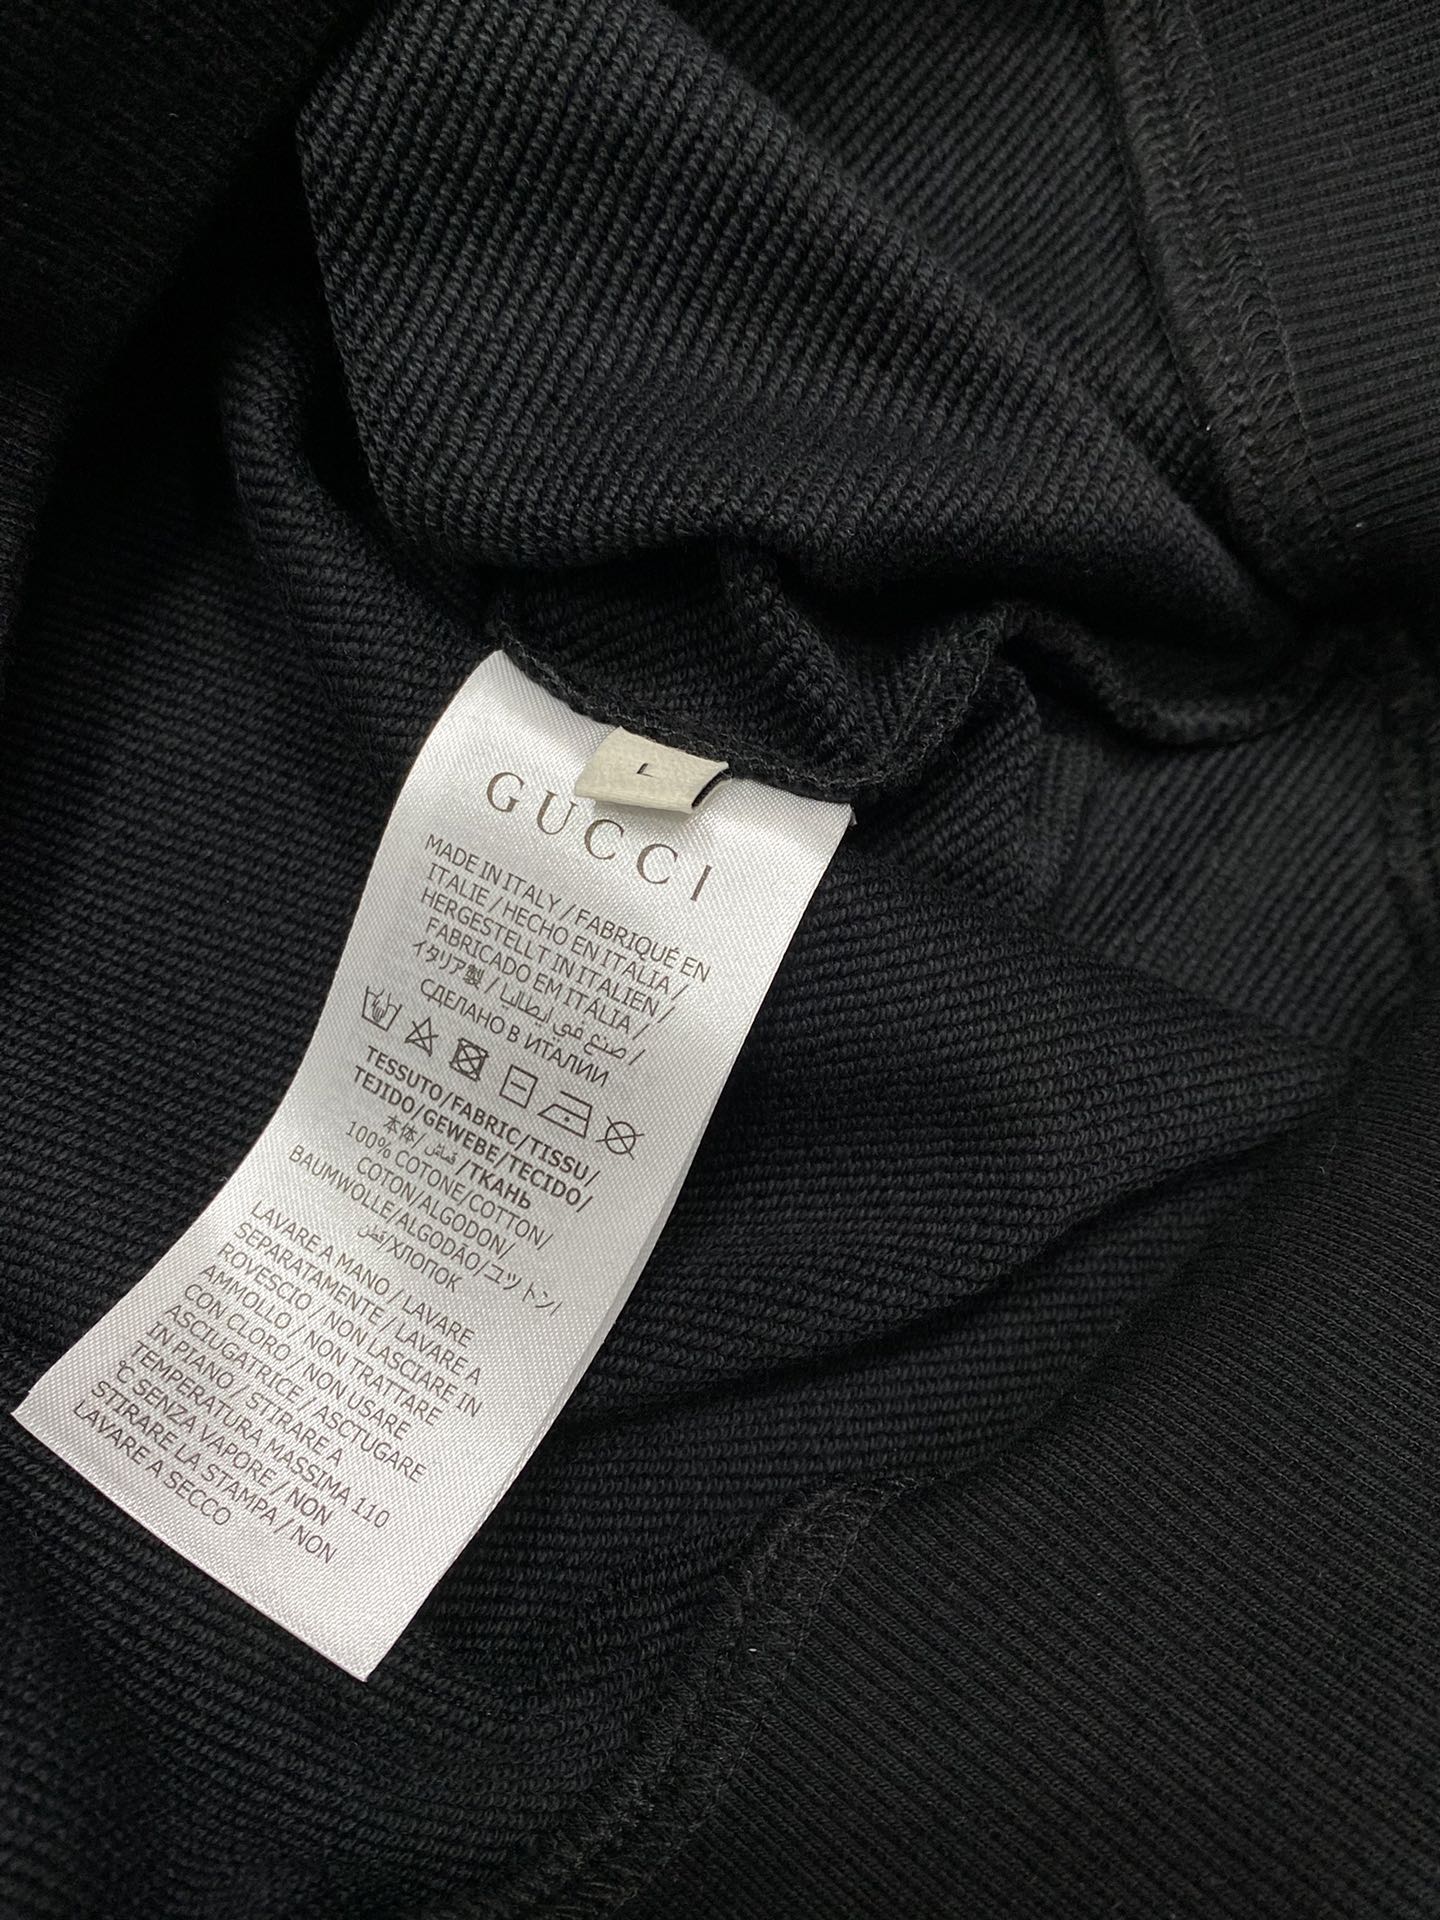 L
GUCCI
MADE IN ITALY / FABRIQUÉ EN
ITALIE / HECHO EN ITALIA /
HERGESTELLT IN ITALIEN /
FABRICADO EM ITALIA /
イタリア製 / صنع في إيطاليا /
СДЕЛАНО В ИТАЛИИ
TESSUTO/FABRIC/TISSU/
TEJIDO/GEWEBE/TECIDO/
本体/قماش/ТКАНЬ
100% COTONE/COTTON/
COTON/ALGODON/
BAUMWOLLE/ALGODÃO/コットン/
قطن/ХЛОПОК
LAVARE A MANO / LAVARE
SEPARATAMENTE / LAVARE A
ROVESCIO / NON LASCIARE IN
AMMOLLO / NON TRATTARE
CON CLORO / NON USARE
ASCIUGATRICE / ASCTUGARE
IN PIANO / STIRARE A
TEMPERATURA MASSIMA 110
°C SENZA VAPORE / NON
STIRARE LA STAMPA / NON
LAVARE A SECCO